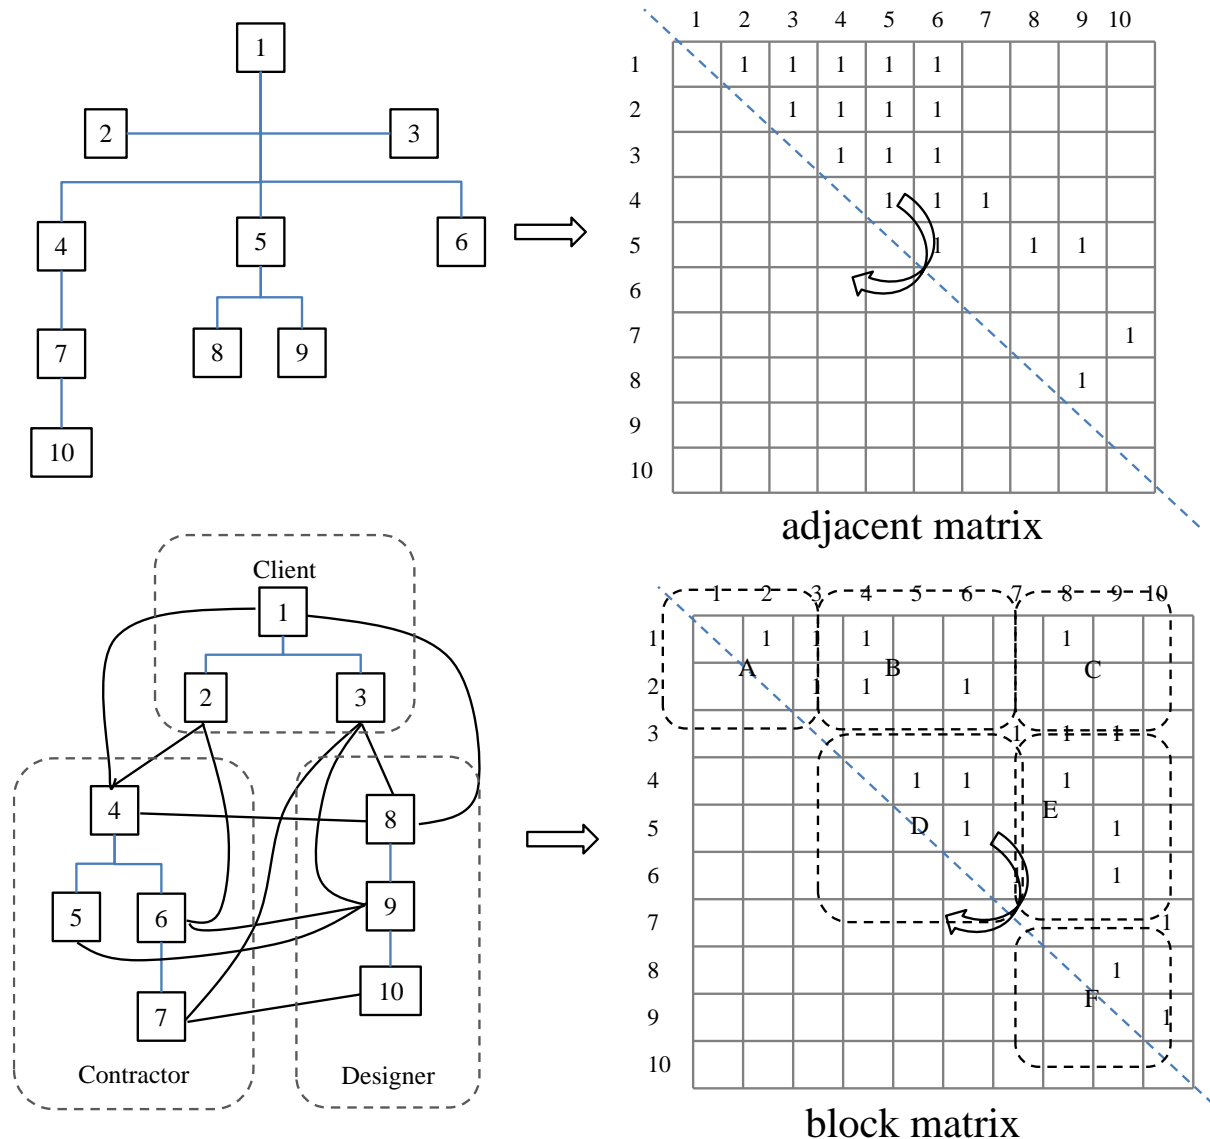 1
2 3
4 5 6
7 8 9
10
1 2 3 4 5 6 7 8 9 10
1 1 1 1 1 1
2 1 1 1 1
3 1 1 1
4 1 1 1
5 1 1 1
6
7 1
8 1
9
10
adjacent matrix
Client
1
2 3
4 8
5 6 9
7 10
Contractor Designer
1 2 3 4 5 6 7 8 9 10
1 1 1 1 1
A B C
2 1 1 1
3 1 1 1
4 1 1 1
E
5 D 1 1
6 1
7 1
8 1
F
9 1
10
block matrix